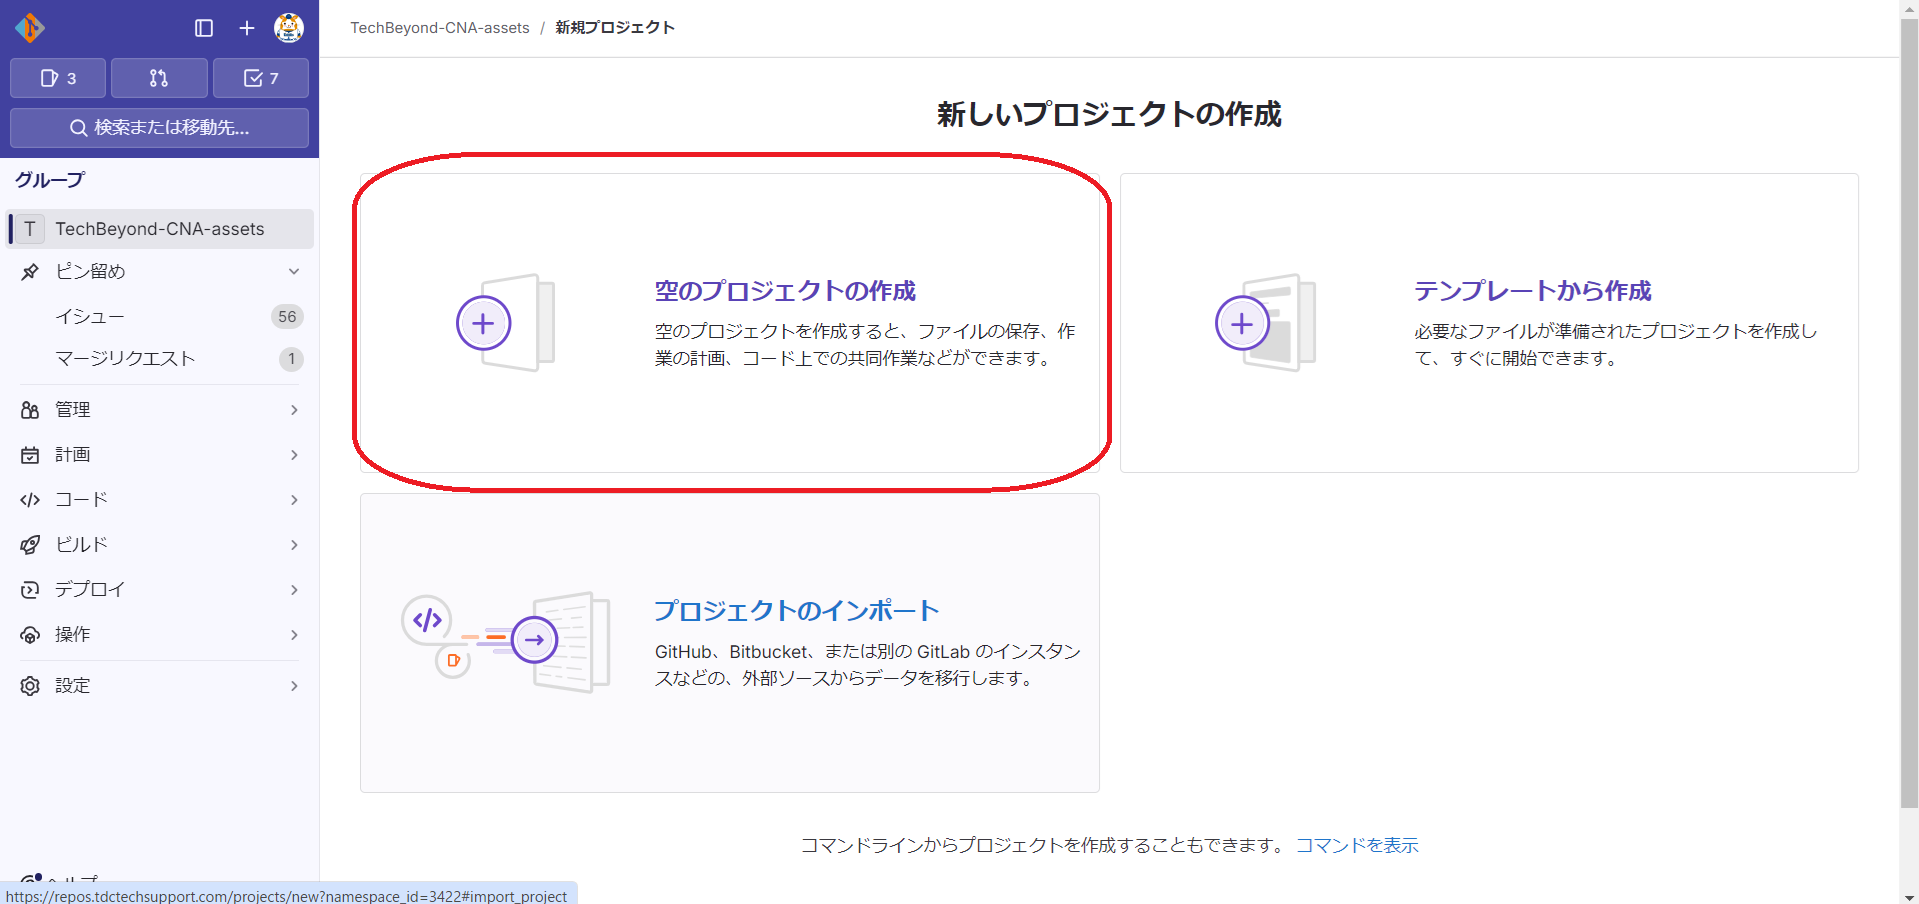 TechBeyond-CNA-assets / 新規プロジェクト
3
7
検索または移動先...
グループ
T TechBeyond-CNA-assets
ピン留め
イシュー 56
マージリクエスト 1
管理
計画
コード
ビルド
デプロイ
操作
設定
ヘルプ
新しいプロジェクトの作成
空のプロジェクトの作成
空のプロジェクトを作成すると、ファイルの保存、作
業の計画、コード上での共同作業などができます。
テンプレートから作成
必要なファイルが準備されたプロジェクトを作成し
て、すぐに開始できます。
プロジェクトのインポート
GitHub、Bitbucket、または別の GitLab のインスタン
スなどの、外部ソースからデータを移行します。
コマンドラインからプロジェクトを作成することもできます。 コマンドを表示
https://repos.tdctechsupport.com/projects/new?namespace_id=3422#import_project